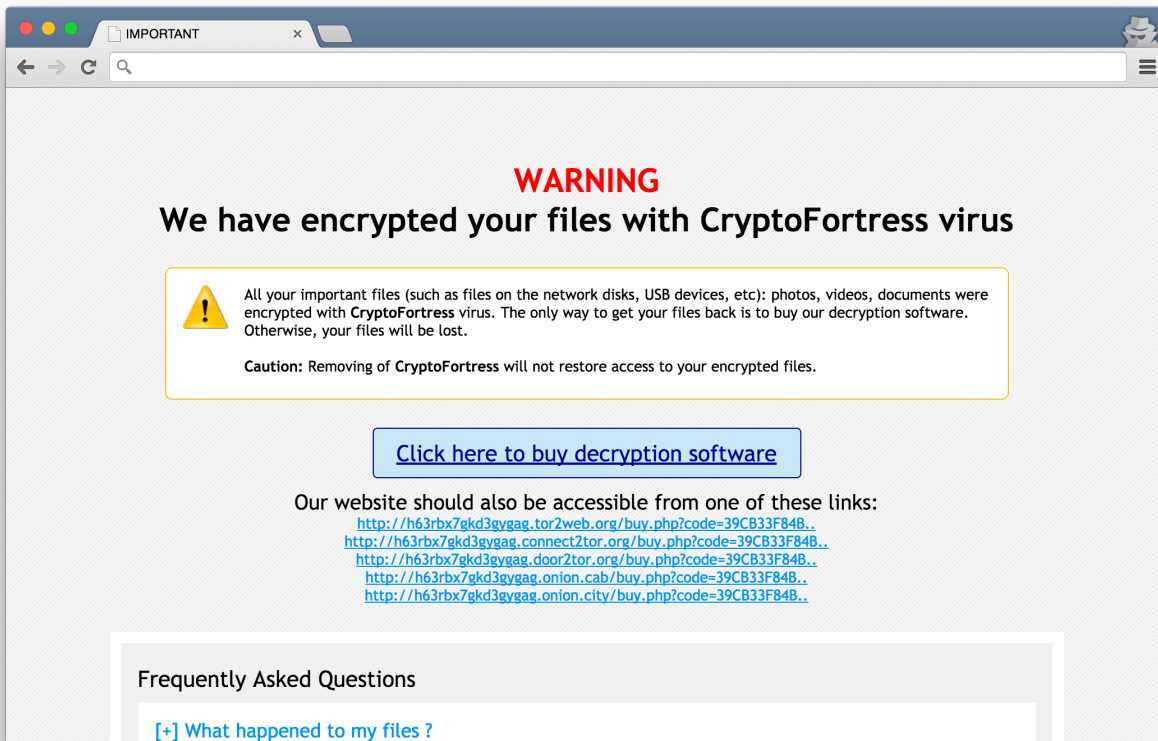 IMPORTANT
WARNING
We have encrypted your files with CryptoFortress virus
All your important files (such as files on the network disks, USB devices, etc): photos, videos, documents were
encrypted with CryptoFortress virus. The only way to get your files back is to buy our decryption software.
Otherwise, your files will be lost.
Caution: Removing of CryptoFortress will not restore access to your encrypted files.
Click here to buy decryption software
Our website should also be accessible from one of these links:
http://h63rbx7gkd3gygag.tor2web.org/buy.php?code=39CB33F84B..
http://h63rbx7gkd3gygag.connect2tor.org/buy.php?code=39CB33F84B..
http://h63rbx7gkd3gygag.door2tor.org/buy.php?code=39CB33F84B..
http://h63rbx7gkd3gygag.onion.cab/buy.php?code=39CB33F84B..
http://h63rbx7gkd3gygag.onion.city/buy.php?code=39CB33F84B..
Frequently Asked Questions
[+] What happened to my files ?